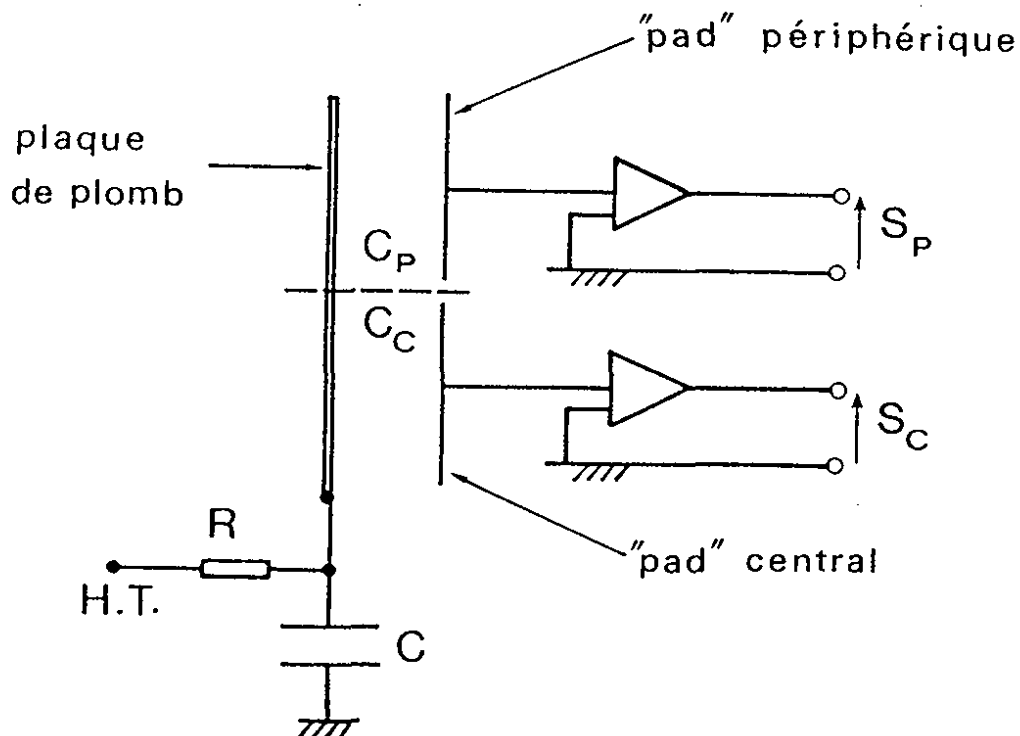 "pad" périphérique
plaque
de plomb
S_P
C_P
C_C
S_C
R
"pad" central
H.T.
C